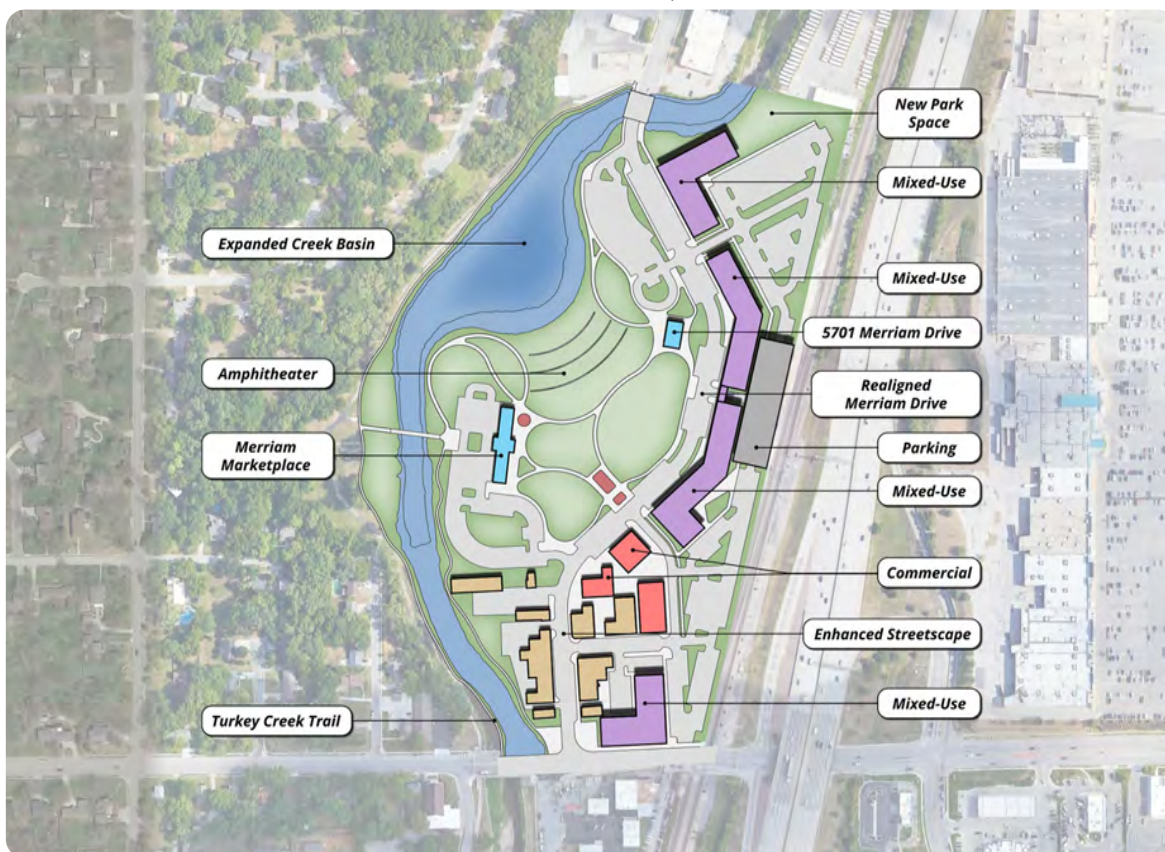 New Park
Space
Mixed-Use
Expanded Creek Basin
Mixed-Use
5701 Merriam Drive
Amphitheater
Realigned
Merriam Drive
Merriam
Marketplace
Parking
Mixed-Use
Commercial
Enhanced Streetscape
Mixed-Use
Turkey Creek Trail